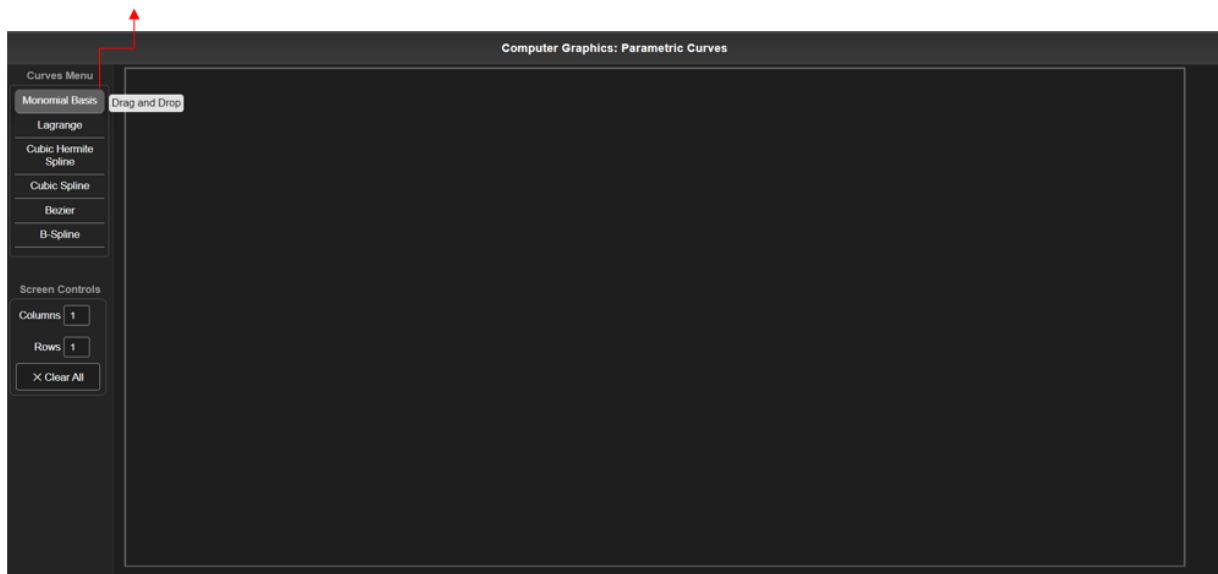 Computer Graphics: Parametric Curves
Curves Menu
Monomial Basis
Drag and Drop
Lagrange
Cubic Hermite
Spline
Cubic Spline
Bezier
B-Spline
Screen Controls
Columns 1
Rows 1
× Clear All